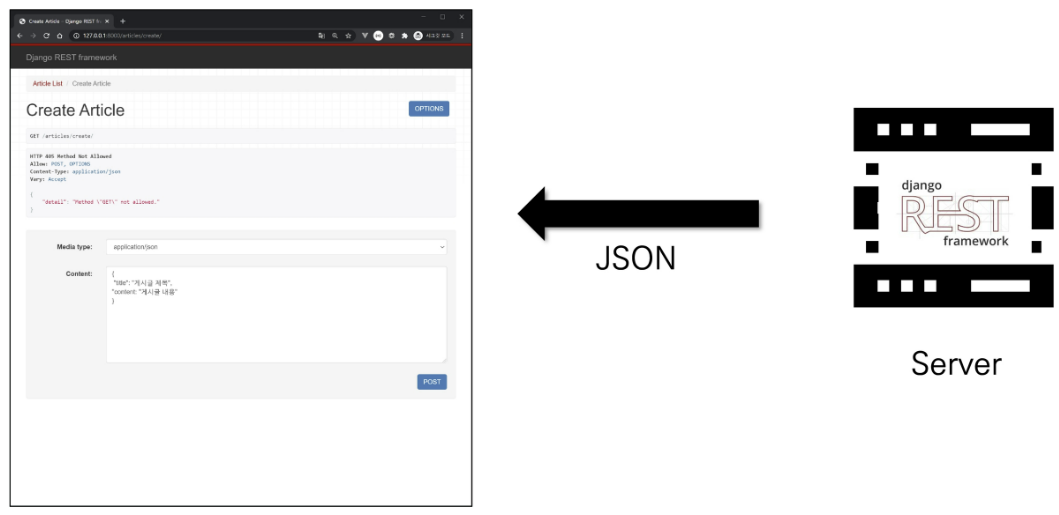 Create Article - Django REST fra
127.0.0.1:8000/articles/create/
Django REST framework
Article List / Create Article
Create Article
OPTIONS
GET /articles/create/
HTTP 405 Method Not Allowed
Allow: POST, OPTIONS
Content-Type: application/json
Vary: Accept
{
"detail": "Method \"GET\" not allowed."
}
Media type: application/json
Content: {
"title": "게시글 제목",
"content: "게시글 내용"
}
POST
JSON
django
REST
framework
Server